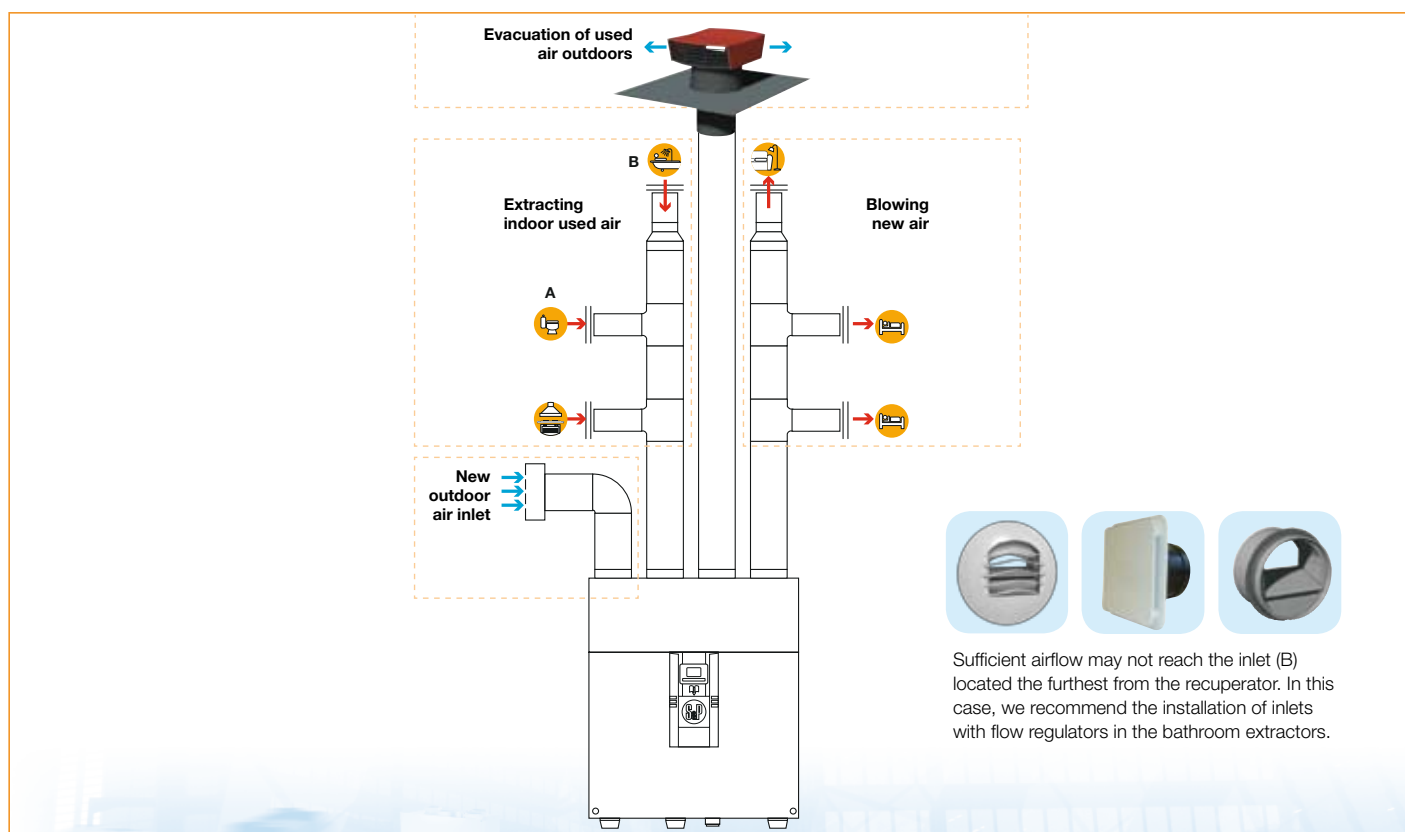 Evacuation of used
air outdoors
B
Extracting
indoor used air
Blowing
new air
A
New
outdoor
air inlet
S&P
Sufficient airflow may not reach the inlet (B)
located the furthest from the recuperator. In this
case, we recommend the installation of inlets
with flow regulators in the bathroom extractors.